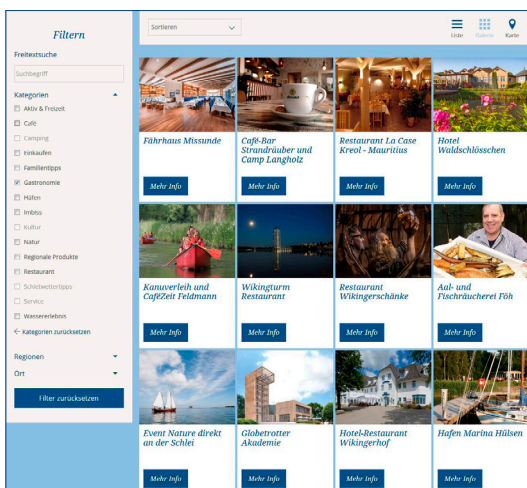 Filtern
Freitextsuche
Suchbegriff
Kategorien
Aktiv & Freizeit
Café
Camping
Einkaufen
Familientipps
Gastronomie
Häfen
Imbiss
Kultur
Natur
Regionale Produkte
Restaurant
Schietwettertipps
Service
Wassererlebnis
← Kategorien zurücksetzen
Regionen
Ort
Filter zurücksetzen
Sortieren
Liste
Galerie
Karte
Fährhaus Missunde
Mehr Info
Café-Bar
Strandräuber und
Camp Langholz
Mehr Info
Restaurant La Case
Kreol - Mauritius
Mehr Info
Hotel
Waldschlösschen
Mehr Info
Kanuverleih und
CaféZeit Feldmann
Mehr Info
Wikingturm
Restaurant
Mehr Info
Restaurant
Wikingerschänke
Mehr Info
Aal- und
Fischräucherei Föh
Mehr Info
Event Nature direkt
an der Schlei
Mehr Info
Globetrotter
Akademie
Mehr Info
Hotel-Restaurant
Wikingerhof
Mehr Info
Hafen Marina Hülsen
Mehr Info